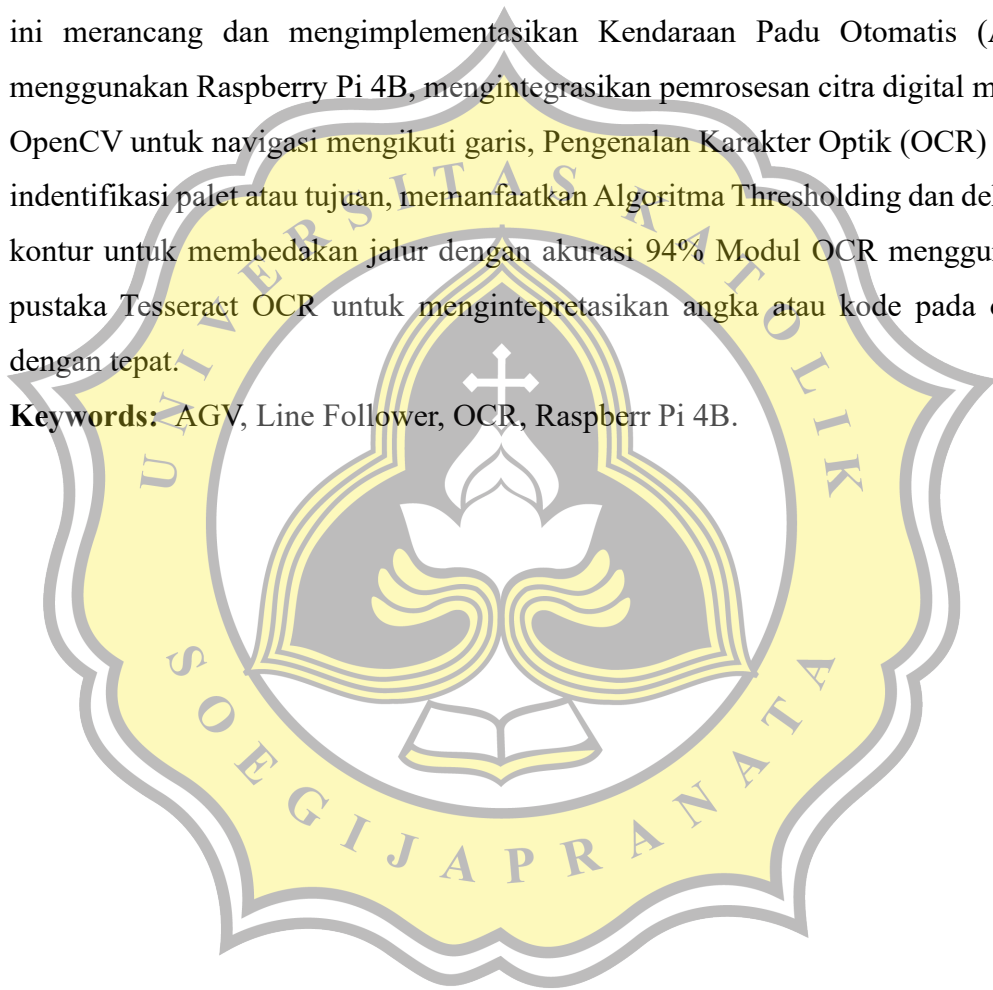 ini merancang dan mengimplementasikan Kendaraan Padu Otomatis
menggunakan Raspberry Pi 4B, mengintegrasikan pemrosesan citra digital
OpenCV untuk navigasi mengikuti garis, Pengenalan Karakter Optik (OCR)
indentifikasi palet atau tujuan, memanfaatkan Algoritma Thresholding dan
kontur untuk membedakan jalur dengan akurasi 94% Modul OCR
pustaka Tesseract OCR untuk mengintepretasikan angka atau kode pada
dengan tepat.
Keywords: AGV, Line Follower, OCR, Raspberr Pi 4B.
UNIVERSITAS KATOLIK
SOEGIJAPRANATA